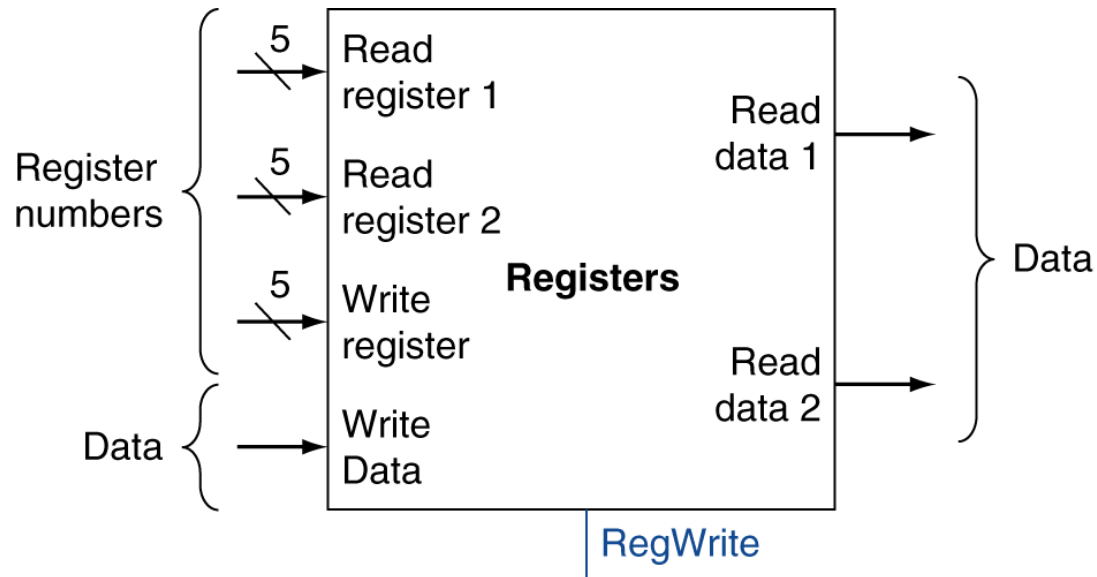 Register
numbers
Data
5
Read
register 1
5
Read
register 2
5
Write
register
Write
Data
Registers
Read
data 1
Read
data 2
Data
RegWrite